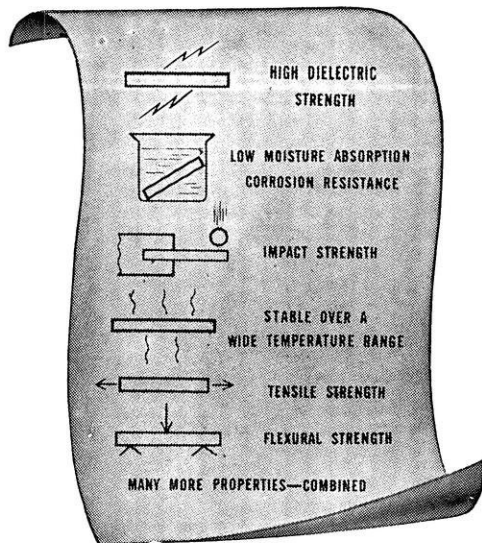 HIGH DIELECTRIC
STRENGTH
LOW MOISTURE ABSORPTION
CORROSION RESISTANCE
IMPACT STRENGTH
STABLE OVER A
WIDE TEMPERATURE RANGE
TENSILE STRENGTH
FLEXURAL STRENGTH
MANY MORE PROPERTIES—COMBINED